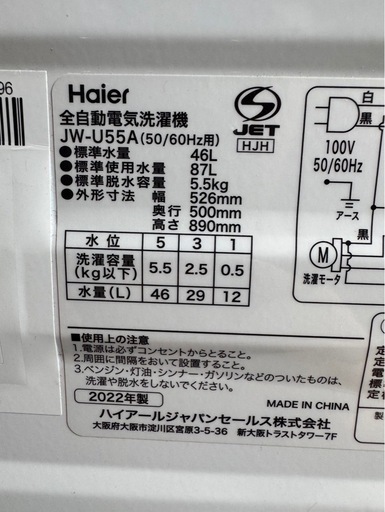 96
Haier
全自動電気洗濯機
JW-U55A(50/60Hz用)
JET
HJH
●標準水量 46L
●標準使用水量 87L
●標準脱水容量 5.5kg
●外形寸法 幅 526mm
奥行 500mm
高さ 890mm
水位 5 3 1
洗濯容量(kg以下) 5.5 2.5 0.5
水量(L) 46 29 12
白
黒
100V
50/60Hz
アース
黒
M
洗濯モータ
■使用上の注意
1.電源は必ずコンセントからとること。
2.周囲に間隔をおいて設置すること。
3.ベンジン・灯油・シンナー・ガソリンなどのついたものは、
洗濯や脱水をしないでください。
2022年製
MADE IN CHINA
ハイアールジャパンセールス株式会社
大阪府大阪市淀川区宮原3-5-36 新大阪トラストタワー7F